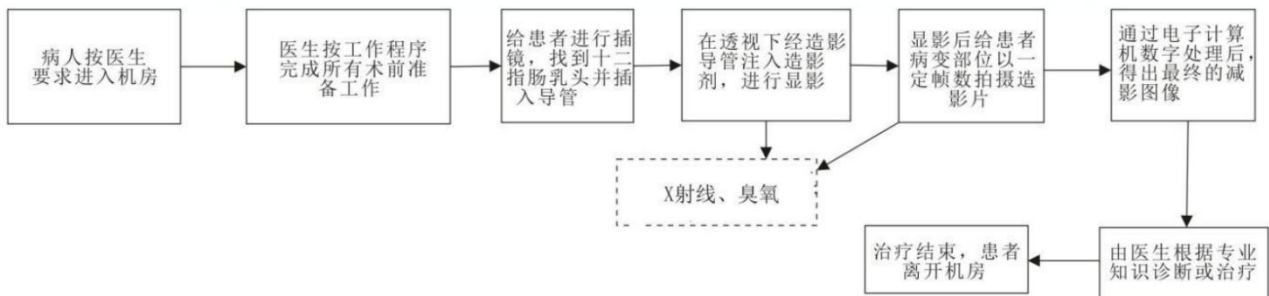 病人按医生
要求进入机房
医生按工作程序
完成所有术前准
备工作
给患者进行插
镜，找到十二
指肠乳头并插
入导管
在透视下经造影
导管注入造影
剂，进行显影
显影后给患者
病变部位以一
定帧数拍摄造
影片
通过电子计算
机数字处理后，
得出最终的减
影图像
X射线、臭氧
治疗结束，患者
离开机房
由医生根据专业
知识诊断或治疗